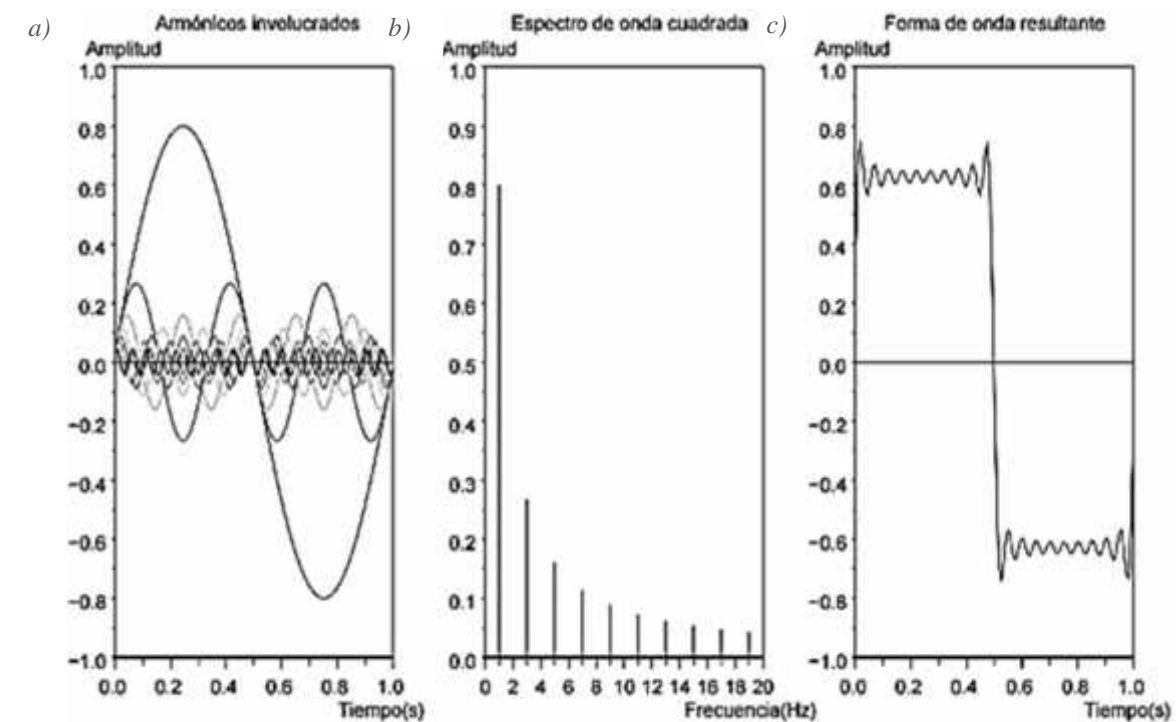 a) Armónicos involucrados
Amplitud
1.0
0.8
0.6
0.4
0.2
0.0
−0.2
−0.4
−0.6
−0.8
−1.0
0.0 0.2 0.4 0.6 0.8 1.0
Tiempo(s)
b) Espectro de onda cuadrada
Amplitud
1.0
0.9
0.8
0.7
0.6
0.5
0.4
0.3
0.2
0.1
0.0
0 2 4 6 8 10 12 14 16 18 20
Frecuencia(Hz)
c) Forma de onda resultante
Amplitud
1.0
0.8
0.6
0.4
0.2
0.0
−0.2
−0.4
−0.6
−0.8
−1.0
0.0 0.2 0.4 0.6 0.8 1.0
Tiempo(s)